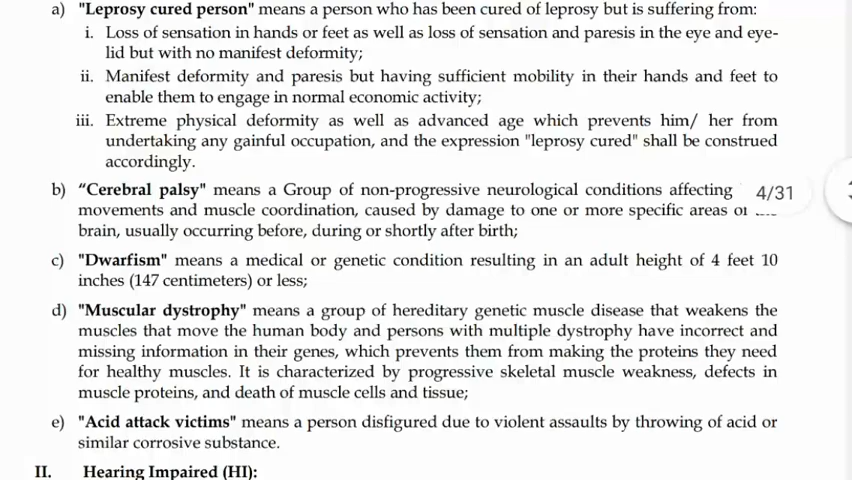 a) "Leprosy cured person" means a person who has been cured of leprosy but is suffering from:
i. Loss of sensation in hands or feet as well as loss of sensation and paresis in the eye and eye-
lid but with no manifest deformity;
ii. Manifest deformity and paresis but having sufficient mobility in their hands and feet to
enable them to engage in normal economic activity;
iii. Extreme physical deformity as well as advanced age which prevents him/ her from
undertaking any gainful occupation, and the expression "leprosy cured" shall be construed
accordingly.
b) “Cerebral palsy" means a Group of non-progressive neurological conditions affecting
4/31
movements and muscle coordination, caused by damage to one or more specific areas
brain, usually occurring before, during or shortly after birth;
c) "Dwarfism" means a medical or genetic condition resulting in an adult height of 4 feet 10
inches (147 centimeters) or less;
d) "Muscular dystrophy" means a group of hereditary genetic muscle disease that weakens the
muscles that move the human body and persons with multiple dystrophy have incorrect and
missing information in their genes, which prevents them from making the proteins they need
for healthy muscles. It is characterized by progressive skeletal muscle weakness, defects in
muscle proteins, and death of muscle cells and tissue;
e) "Acid attack victims" means a person disfigured due to violent assaults by throwing of acid or
similar corrosive substance.
II. Hearing Impaired (HI):